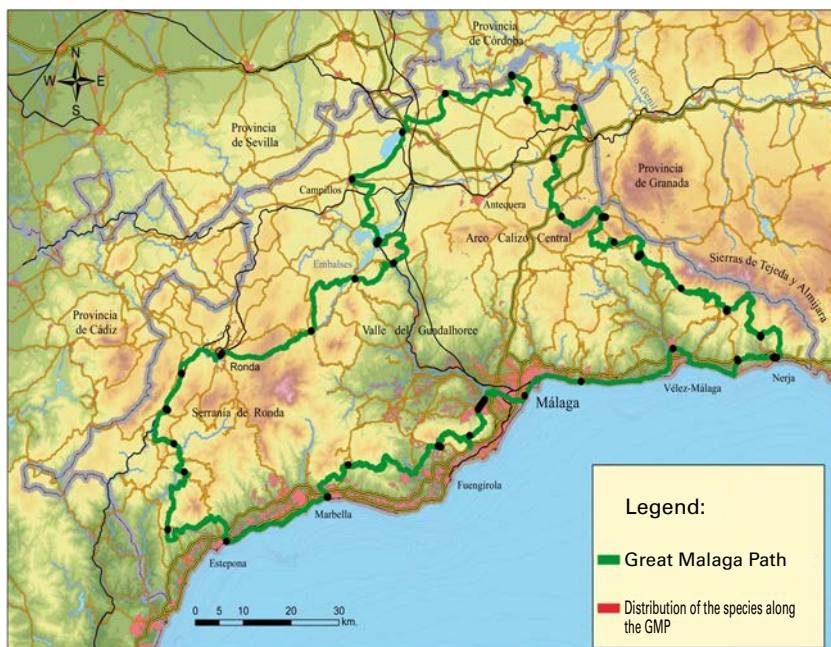 Provincia
de Córdoba
N
W E
S
Río Genil
Provincia
de Sevilla
Provincia
de Granada
Campillos
Antequera
Arco Calizo Central
Embalses
Sierras de Tejeda y Almijara
Provincia
de Cádiz
Valle del Guadalhorce
Ronda
Nerja
Vélez-Málaga
Málaga
Serranía de Ronda
Fuengirola
Marbella
Estepona
Legend:
Great Malaga Path
Distribution of the species along
the GMP
0 5 10 20 30
km.